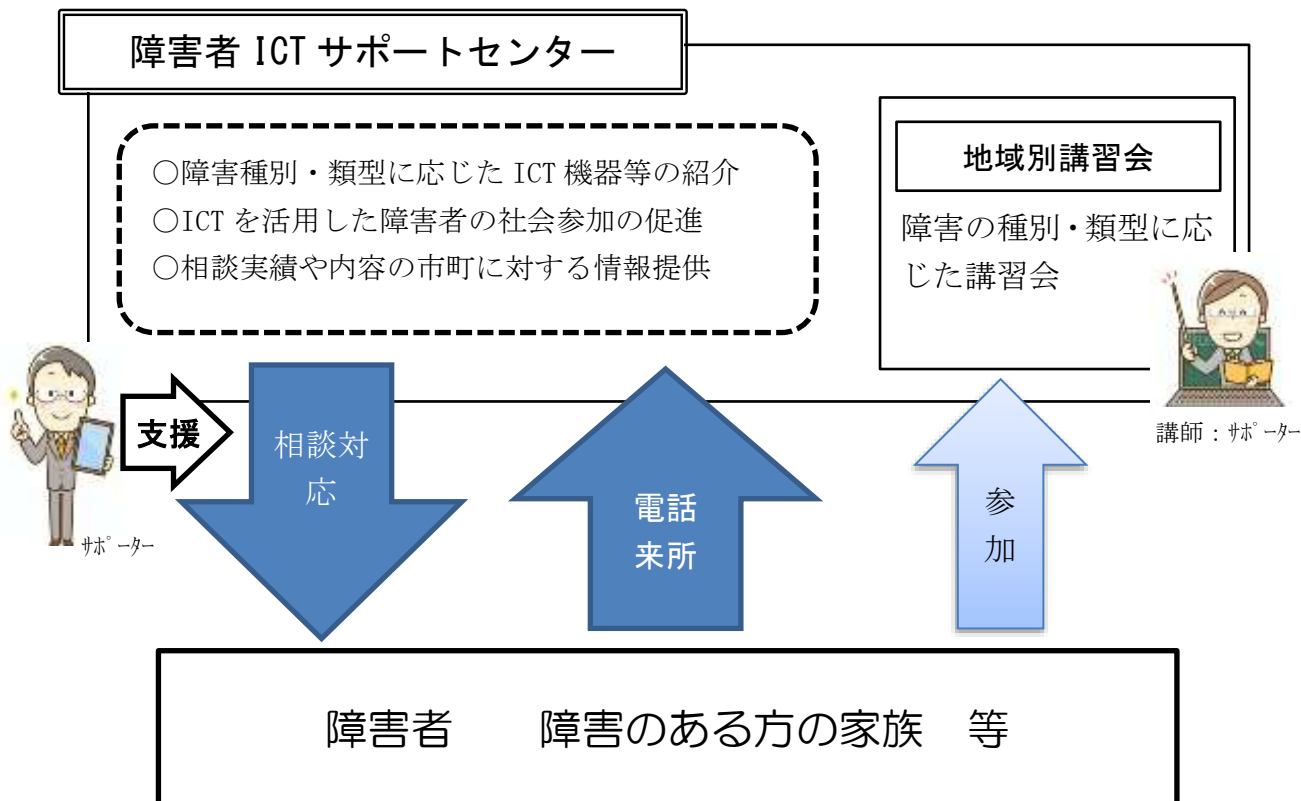 障害者 ICT サポートセンター
○障害種別・類型に応じた ICT 機器等の紹介
○ICT を活用した障害者の社会参加の促進
○相談実績や内容の市町に対する情報提供
地域別講習会
障害の種別・類型に応
じた講習会
講師：ｻﾎﾟｰﾀｰ
支援
ｻﾎﾟｰﾀｰ
相談対
応
電話
来所
参
加
障害者　　障害のある方の家族　等